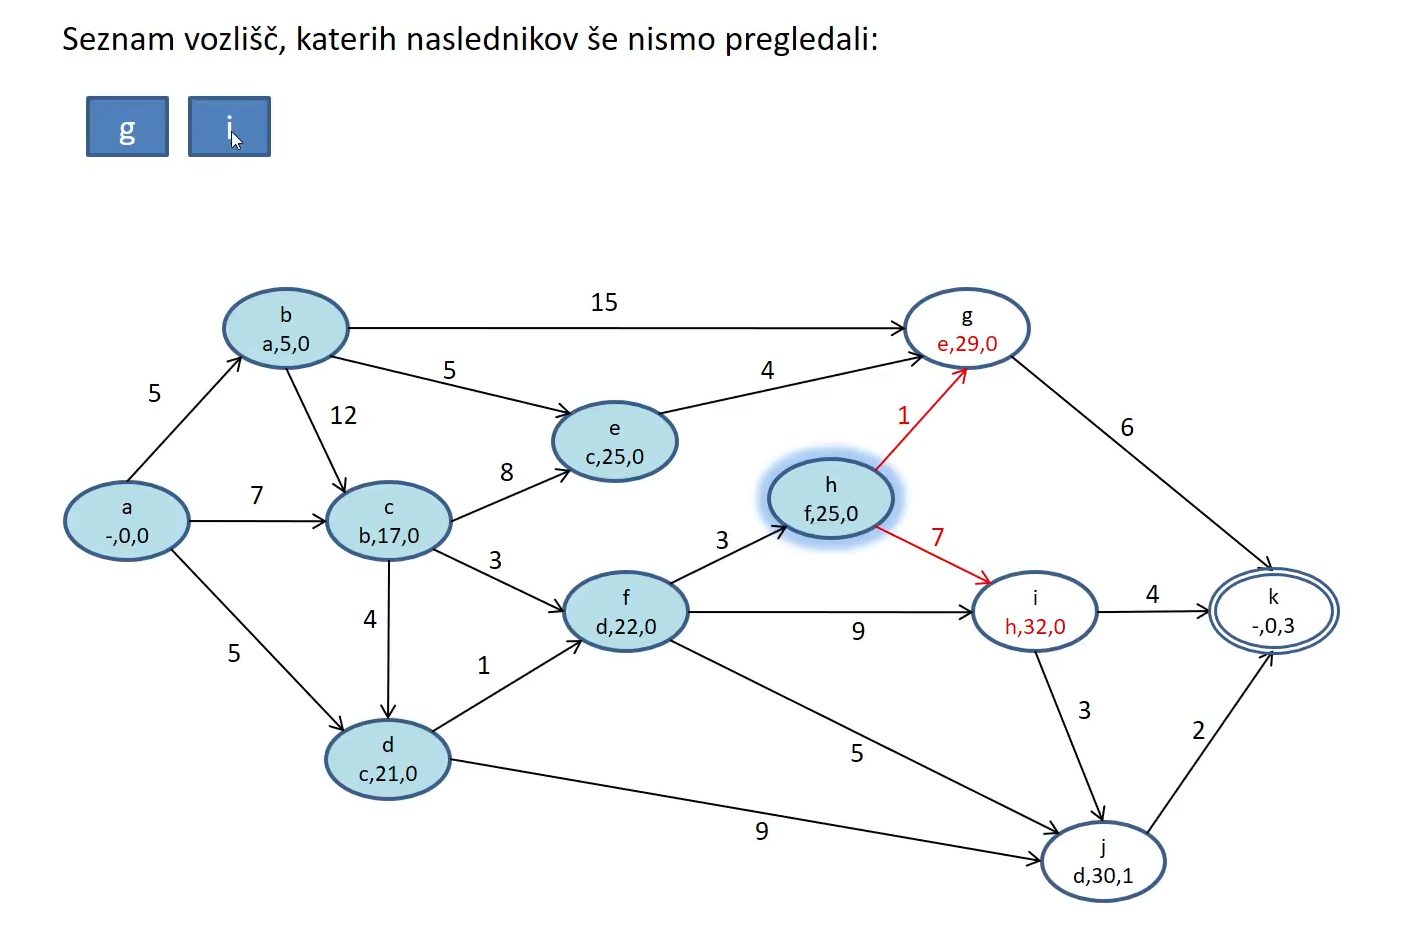 Seznam vozlišč, katerih naslednikov še nismo pregledali:
g
i
15
b
a,5,0
g
e,29,0
5
4
5
12
1
6
e
c,25,0
8
h
f,25,0
7
a
-,0,0
c
b,17,0
3
3
7
f
d,22,0
i
h,32,0
4
k
-,0,3
4
9
5
1
3
2
d
c,21,0
5
9
j
d,30,1